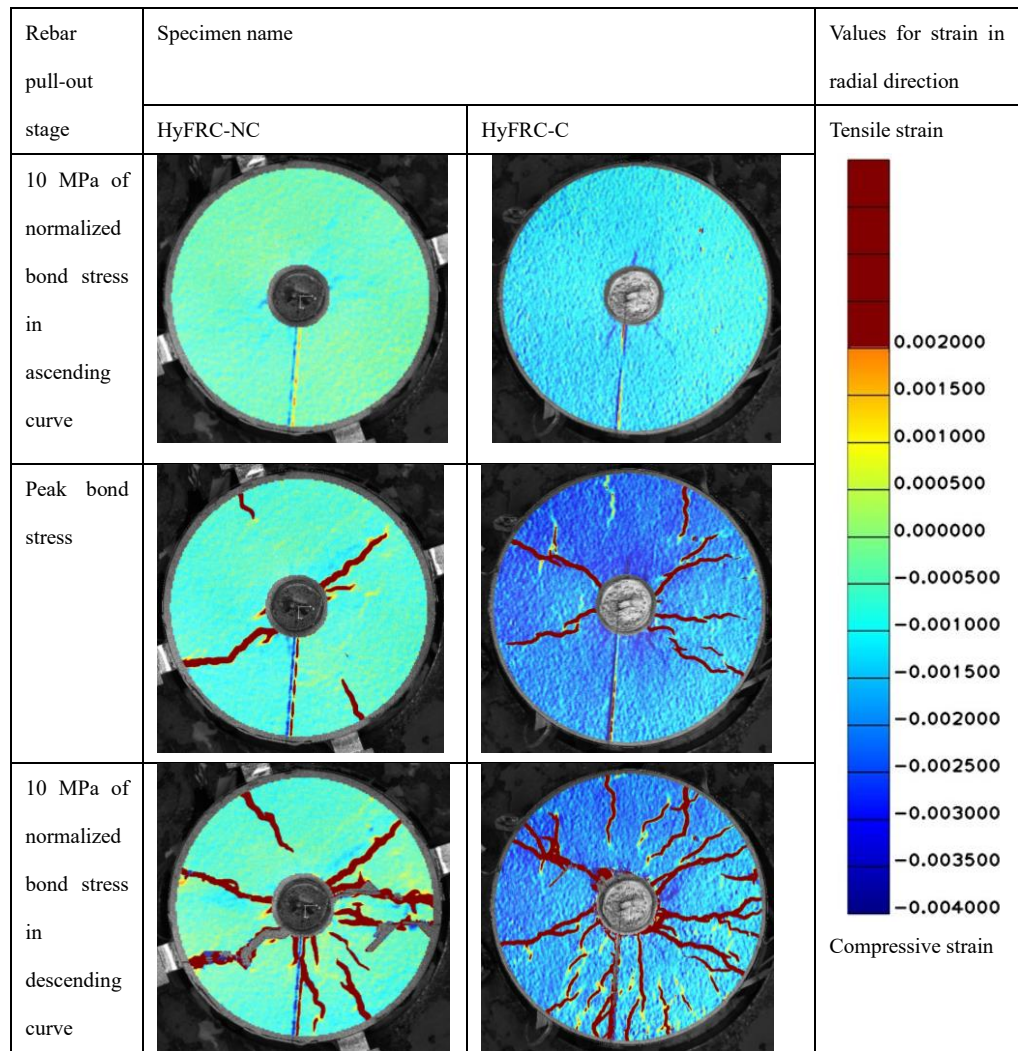 Rebar
pull-out
stage
Specimen name
Values for strain in
radial direction
HyFRC-NC
HyFRC-C
Tensile strain
10 MPa of
normalized
bond stress
in
ascending
curve
Peak bond
stress
10 MPa of
normalized
bond stress
in
descending
curve
0.002000
0.001500
0.001000
0.000500
0.000000
-0.000500
-0.001000
-0.001500
-0.002000
-0.002500
-0.003000
-0.003500
-0.004000
Compressive strain